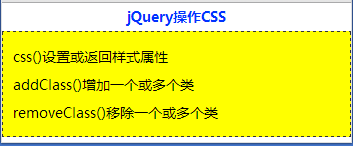 jQuery操作CSS
css()设置或返回样式属性
addClass()增加一个或多个类
removeClass()移除一个或多个类